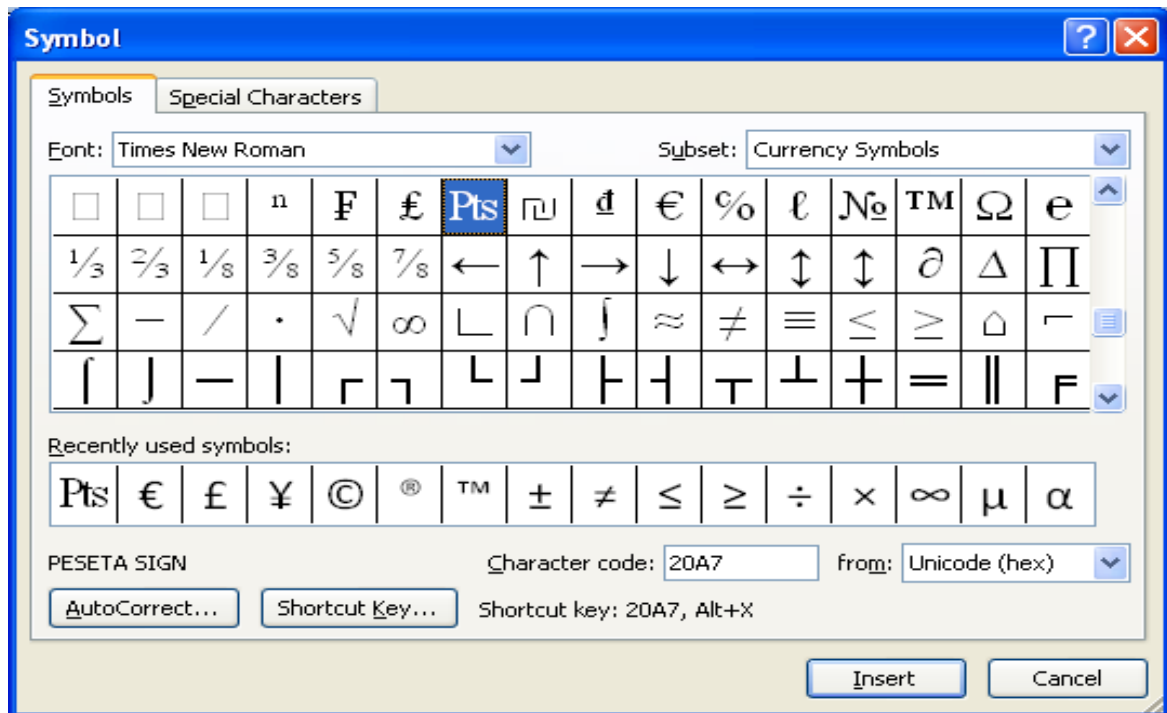 Symbol
Symbols Special Characters
Font: Times New Roman Subset: Currency Symbols
□ □ □ ⁿ ₣ ₤ ₧ ₪ ₫ € ℅ ℓ № ™ Ω ℮
⅓ ⅔ ⅛ ⅜ ⅝ ⅞ ← ↑ → ↓ ↔ ↕ ↨ ∂ ∆ ∏
∑ − ∕ ∙ √ ∞ ∟ ∩ ∫ ≈ ≠ ≡ ≤ ≥ ⌂ ⌐
⌠ ⌡ ─ │ ┌ ┐ └ ┘ ├ ┤ ┬ ┴ ┼ ═ ║ ╒
Recently used symbols:
₧ € £ ¥ © ® ™ ± ≠ ≤ ≥ ÷ × ∞ µ α
PESETA SIGN Character code: 20A7 from: Unicode (hex)
AutoCorrect... Shortcut Key... Shortcut key: 20A7, Alt+X
Insert Cancel